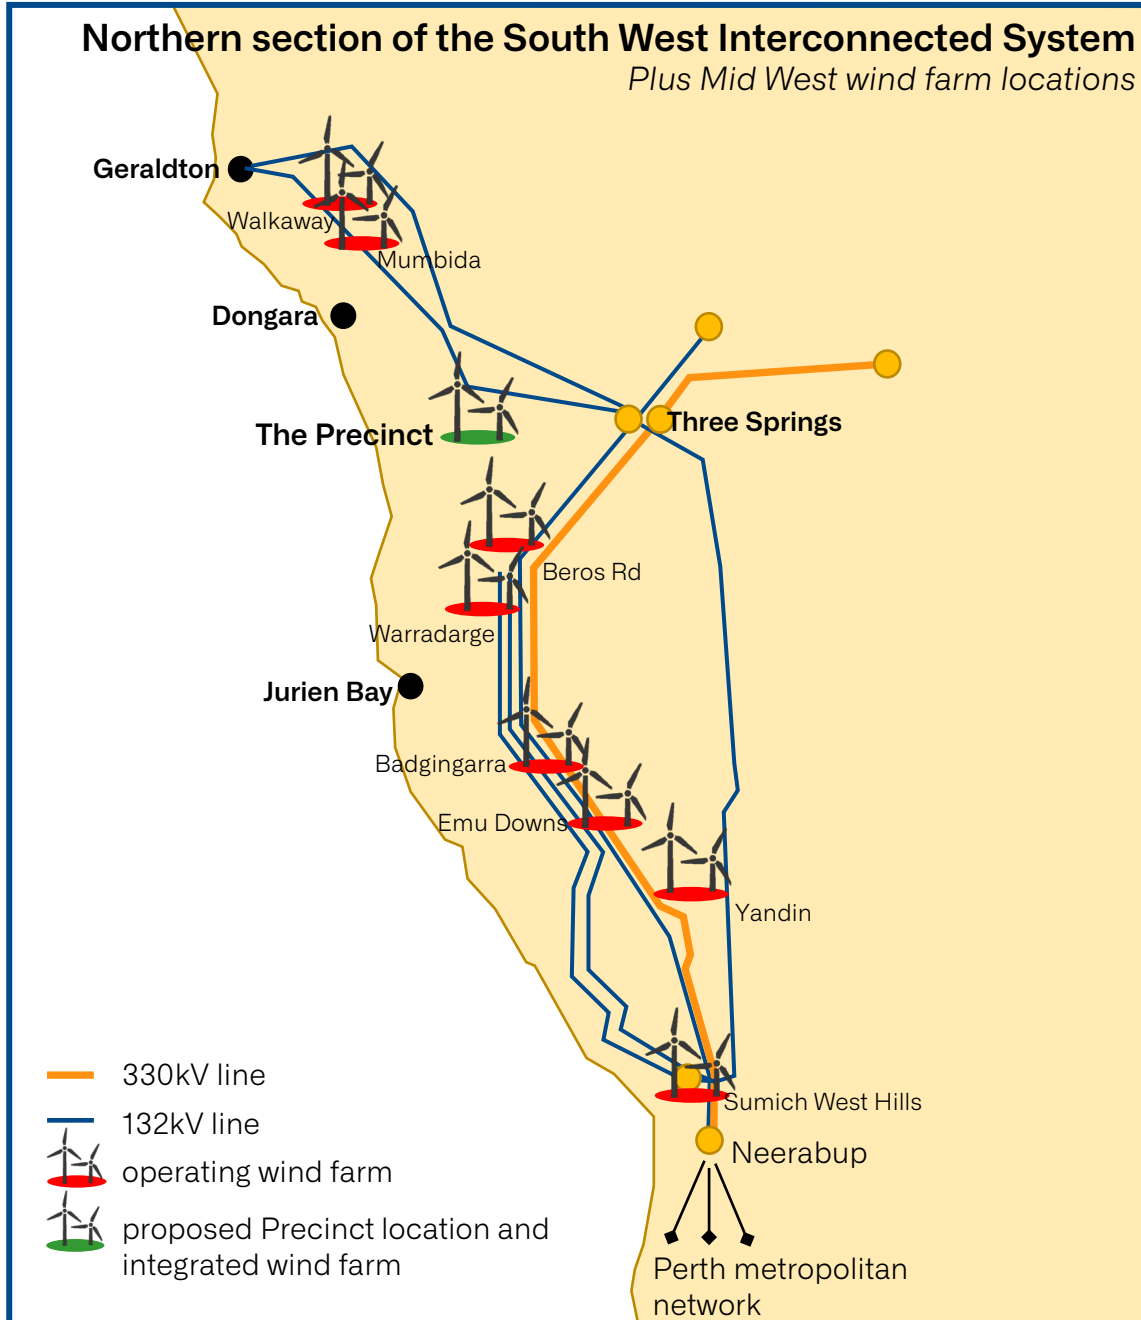 Northern section of the South West Interconnected System
Plus Mid West wind farm locations
Geraldton
Walkaway
Mumbida
Dongara
Three Springs
The Precinct
Beros Rd
Warradarge
Jurien Bay
Badgingarra
Emu Downs
Yandin
330kV line
Sumich West Hills
132kV line
Neerabup
operating wind farm
proposed Precinct location and
integrated wind farm
Perth metropolitan
network